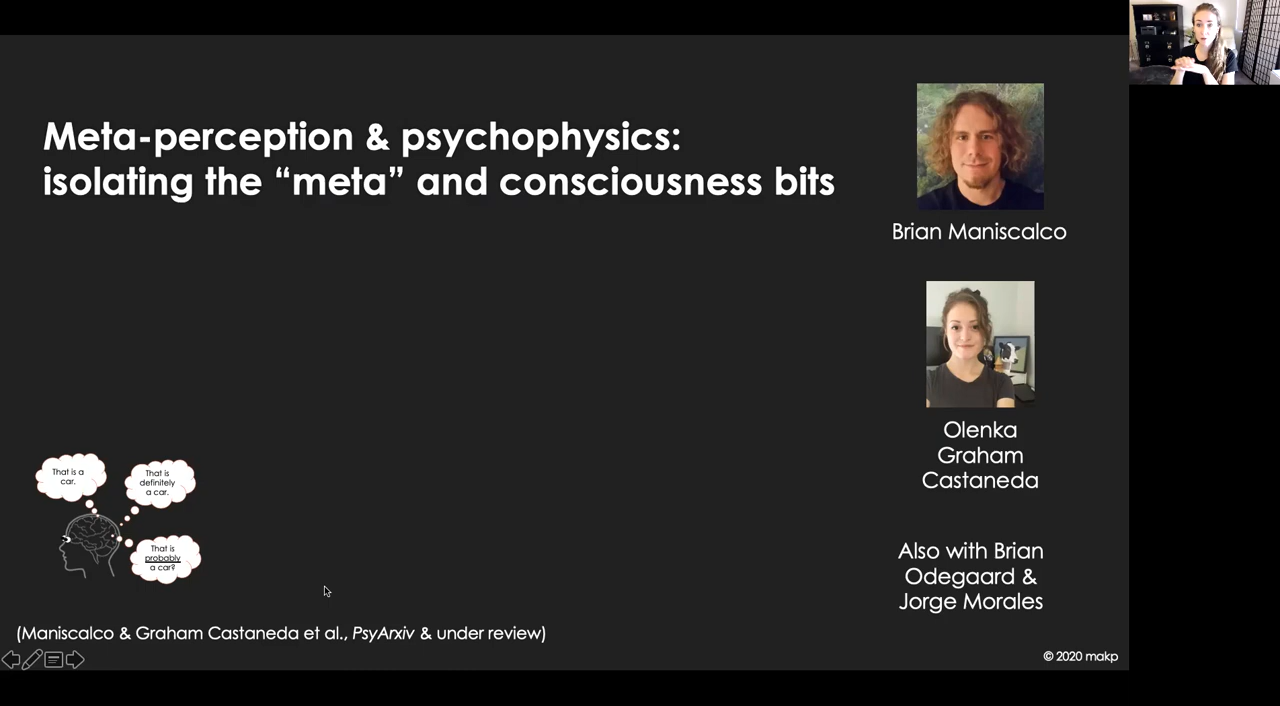 Meta-perception & psychophysics:
isolating the “meta” and consciousness bits
Brian Maniscalco
Olenka
Graham
Castaneda
Also with Brian
Odegaard &
Jorge Morales
That is a
car.
That is
definitely
a car.
That is
probably
a car?
(Maniscalco & Graham Castaneda et al., PsyArxiv & under review)
© 2020 makp